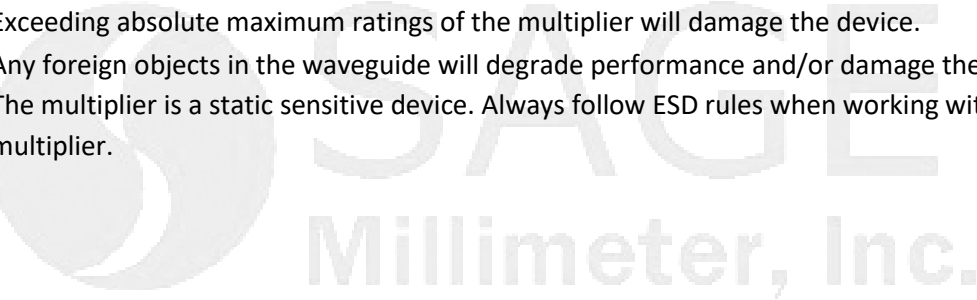 Exceeding absolute maximum ratings of the multiplier will damage the device.
Any foreign objects in the waveguide will degrade performance and/or damage the
The multiplier is a static sensitive device. Always follow ESD rules when working
multiplier.
SAGE
Millimeter, Inc.